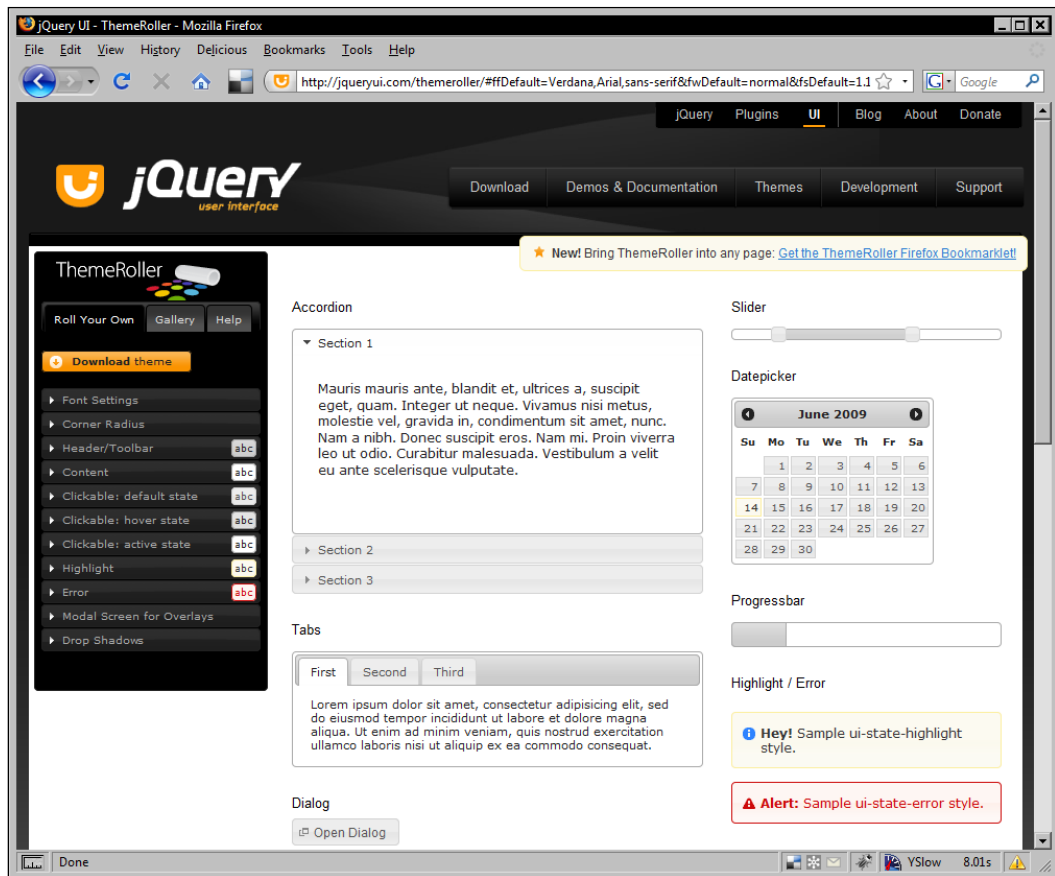 jQuery UI - ThemeRoller - Mozilla Firefox
File Edit View History Delicious Bookmarks Tools Help
http://jqueryui.com/themeroller/#ffDefault=Verdana,Arial,sans-serif&fwDefault=normal&fsDefault=1.1
G Google
jQuery Plugins UI Blog About Donate
jQuery
user interface
Download Demos & Documentation Themes Development Support
New! Bring ThemeRoller into any page: Get the ThemeRoller Firefox Bookmarklet!
ThemeRoller
Roll Your Own Gallery Help
Download theme
Font Settings
Corner Radius
Header/Toolbar abc
Content abc
Clickable: default state abc
Clickable: hover state abc
Clickable: active state abc
Highlight abc
Error abc
Modal Screen for Overlays
Drop Shadows
Accordion
Section 1
Mauris mauris ante, blandit et, ultrices a, suscipit
eget, quam. Integer ut neque. Vivamus nisi metus,
molestie vel, gravida in, condimentum sit amet, nunc.
Nam a nibh. Donec suscipit eros. Nam mi. Proin viverra
leo ut odio. Curabitur malesuada. Vestibulum a velit
eu ante scelerisque vulputate.
Section 2
Section 3
Tabs
First Second Third
Lorem ipsum dolor sit amet, consectetur adipisicing elit, sed
do eiusmod tempor incididunt ut labore et dolore magna
aliqua. Ut enim ad minim veniam, quis nostrud exercitation
ullamco laboris nisi ut aliquip ex ea commodo consequat.
Dialog
Open Dialog
Slider
Datepicker
June 2009
Su Mo Tu We Th Fr Sa
1 2 3 4 5 6
7 8 9 10 11 12 13
14 15 16 17 18 19 20
21 22 23 24 25 26 27
28 29 30
Progressbar
Highlight / Error
Hey! Sample ui-state-highlight
style.
Alert: Sample ui-state-error style.
Done YSlow 8.01s